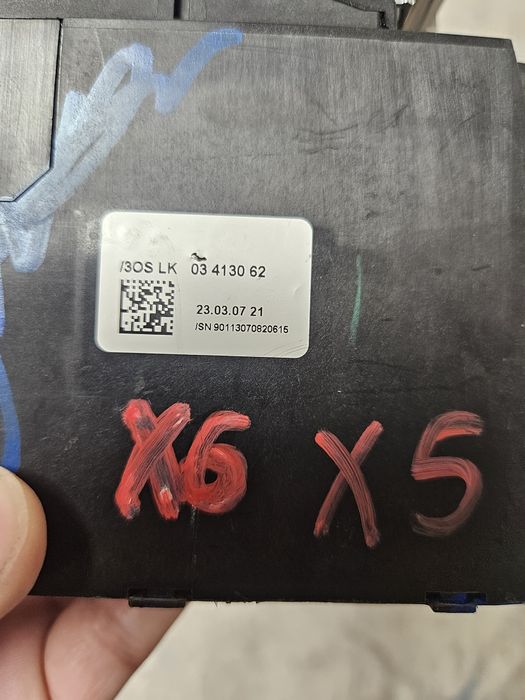 /3OS LK 03 4130 62
23.03.07 21
/SN 90113070820615
X6 X5